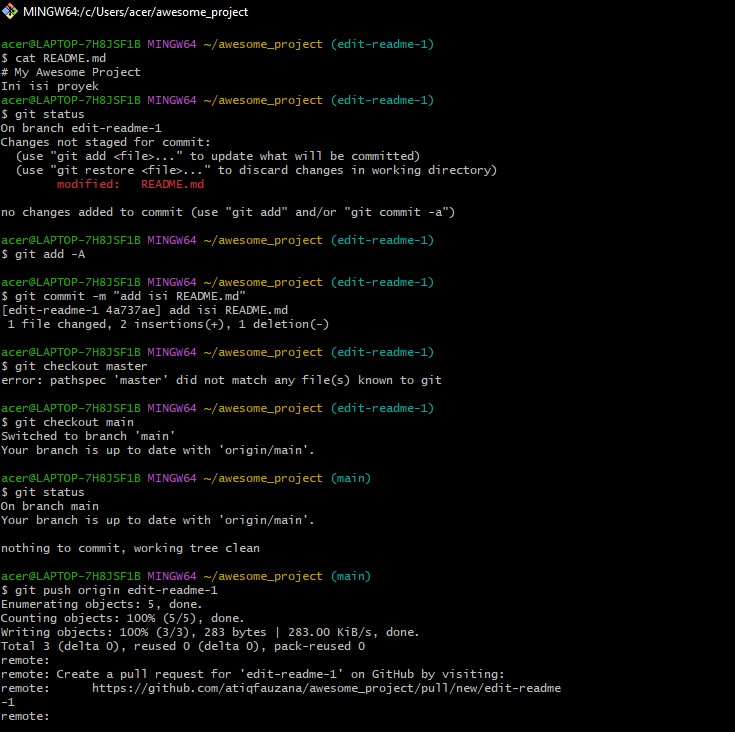 MINGW64:/c/Users/acer/awesome_project
acer@LAPTOP-7H8JSF1B MINGW64 ~/awesome_project (edit-readme-1)
$ cat README.md
# My Awesome Project
Ini isi proyek
acer@LAPTOP-7H8JSF1B MINGW64 ~/awesome_project (edit-readme-1)
$ git status
On branch edit-readme-1
Changes not staged for commit:
  (use "git add <file>..." to update what will be committed)
  (use "git restore <file>..." to discard changes in working directory)
        modified:   README.md

no changes added to commit (use "git add" and/or "git commit -a")

acer@LAPTOP-7H8JSF1B MINGW64 ~/awesome_project (edit-readme-1)
$ git add -A

acer@LAPTOP-7H8JSF1B MINGW64 ~/awesome_project (edit-readme-1)
$ git commit -m "add isi README.md"
[edit-readme-1 4a737ae] add isi README.md
 1 file changed, 2 insertions(+), 1 deletion(-)

acer@LAPTOP-7H8JSF1B MINGW64 ~/awesome_project (edit-readme-1)
$ git checkout master
error: pathspec 'master' did not match any file(s) known to git

acer@LAPTOP-7H8JSF1B MINGW64 ~/awesome_project (edit-readme-1)
$ git checkout main
Switched to branch 'main'
Your branch is up to date with 'origin/main'.

acer@LAPTOP-7H8JSF1B MINGW64 ~/awesome_project (main)
$ git status
On branch main
Your branch is up to date with 'origin/main'.

nothing to commit, working tree clean

acer@LAPTOP-7H8JSF1B MINGW64 ~/awesome_project (main)
$ git push origin edit-readme-1
Enumerating objects: 5, done.
Counting objects: 100% (5/5), done.
Writing objects: 100% (3/3), 283 bytes | 283.00 KiB/s, done.
Total 3 (delta 0), reused 0 (delta 0), pack-reused 0
remote:
remote: Create a pull request for 'edit-readme-1' on GitHub by visiting:
remote:      https://github.com/atiqfauzana/awesome_project/pull/new/edit-readme
-1
remote: